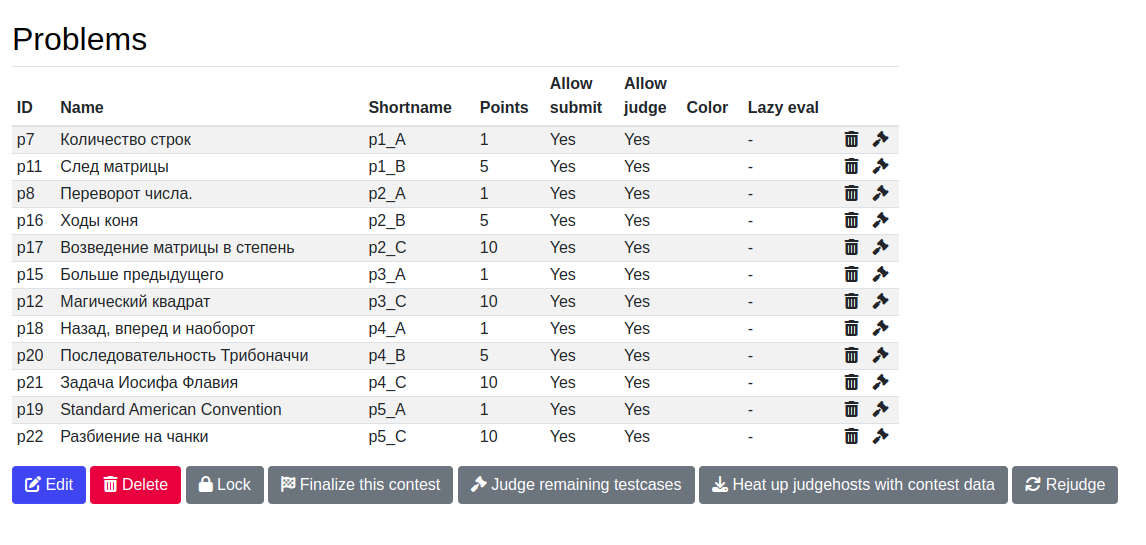 Problems
ID Name Shortname Points Allow submit Allow judge Color Lazy eval
p7 Количество строк p1_A 1 Yes Yes -
p11 След матрицы p1_B 5 Yes Yes -
p8 Переворот числа. p2_A 1 Yes Yes -
p16 Ходы коня p2_B 5 Yes Yes -
p17 Возведение матрицы в степень p2_C 10 Yes Yes -
p15 Больше предыдущего p3_A 1 Yes Yes -
p12 Магический квадрат p3_C 10 Yes Yes -
p18 Назад, вперед и наоборот p4_A 1 Yes Yes -
p20 Последовательность Трибоначчи p4_B 5 Yes Yes -
p21 Задача Иосифа Флавия p4_C 10 Yes Yes -
p19 Standard American Convention p5_A 1 Yes Yes -
p22 Разбиение на чанки p5_C 10 Yes Yes -
Edit Delete Lock Finalize this contest Judge remaining testcases Heat up judgehosts with contest data Rejudge